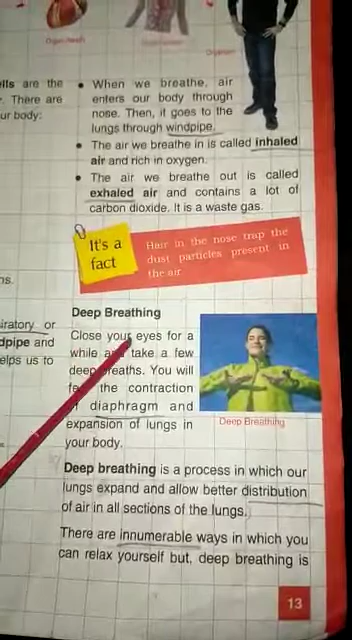 Organ: Heart
Organism
ells are the
There are
ur body:
• When we breathe, air
enters our body through
nose. Then, it goes to the
lungs through windpipe.
• The air we breathe in is called inhaled
air and rich in oxygen.
• The air we breathe out is called
exhaled air and contains a lot of
carbon dioxide. It is a waste gas.
It's a
fact
Hair in the nose trap the
dust particles present in
the air
ns.
iratory or
dpipe and
elps us to
Deep Breathing
Close your eyes for a
while and take a few
deep breaths. You will
the contraction
diaphragm and
expansion of lungs in
your body.
Deep Breathing
Deep breathing is a process in which our
lungs expand and allow better distribution
of air in all sections of the lungs.
There are innumerable ways in which you
can relax yourself but, deep breathing is
13